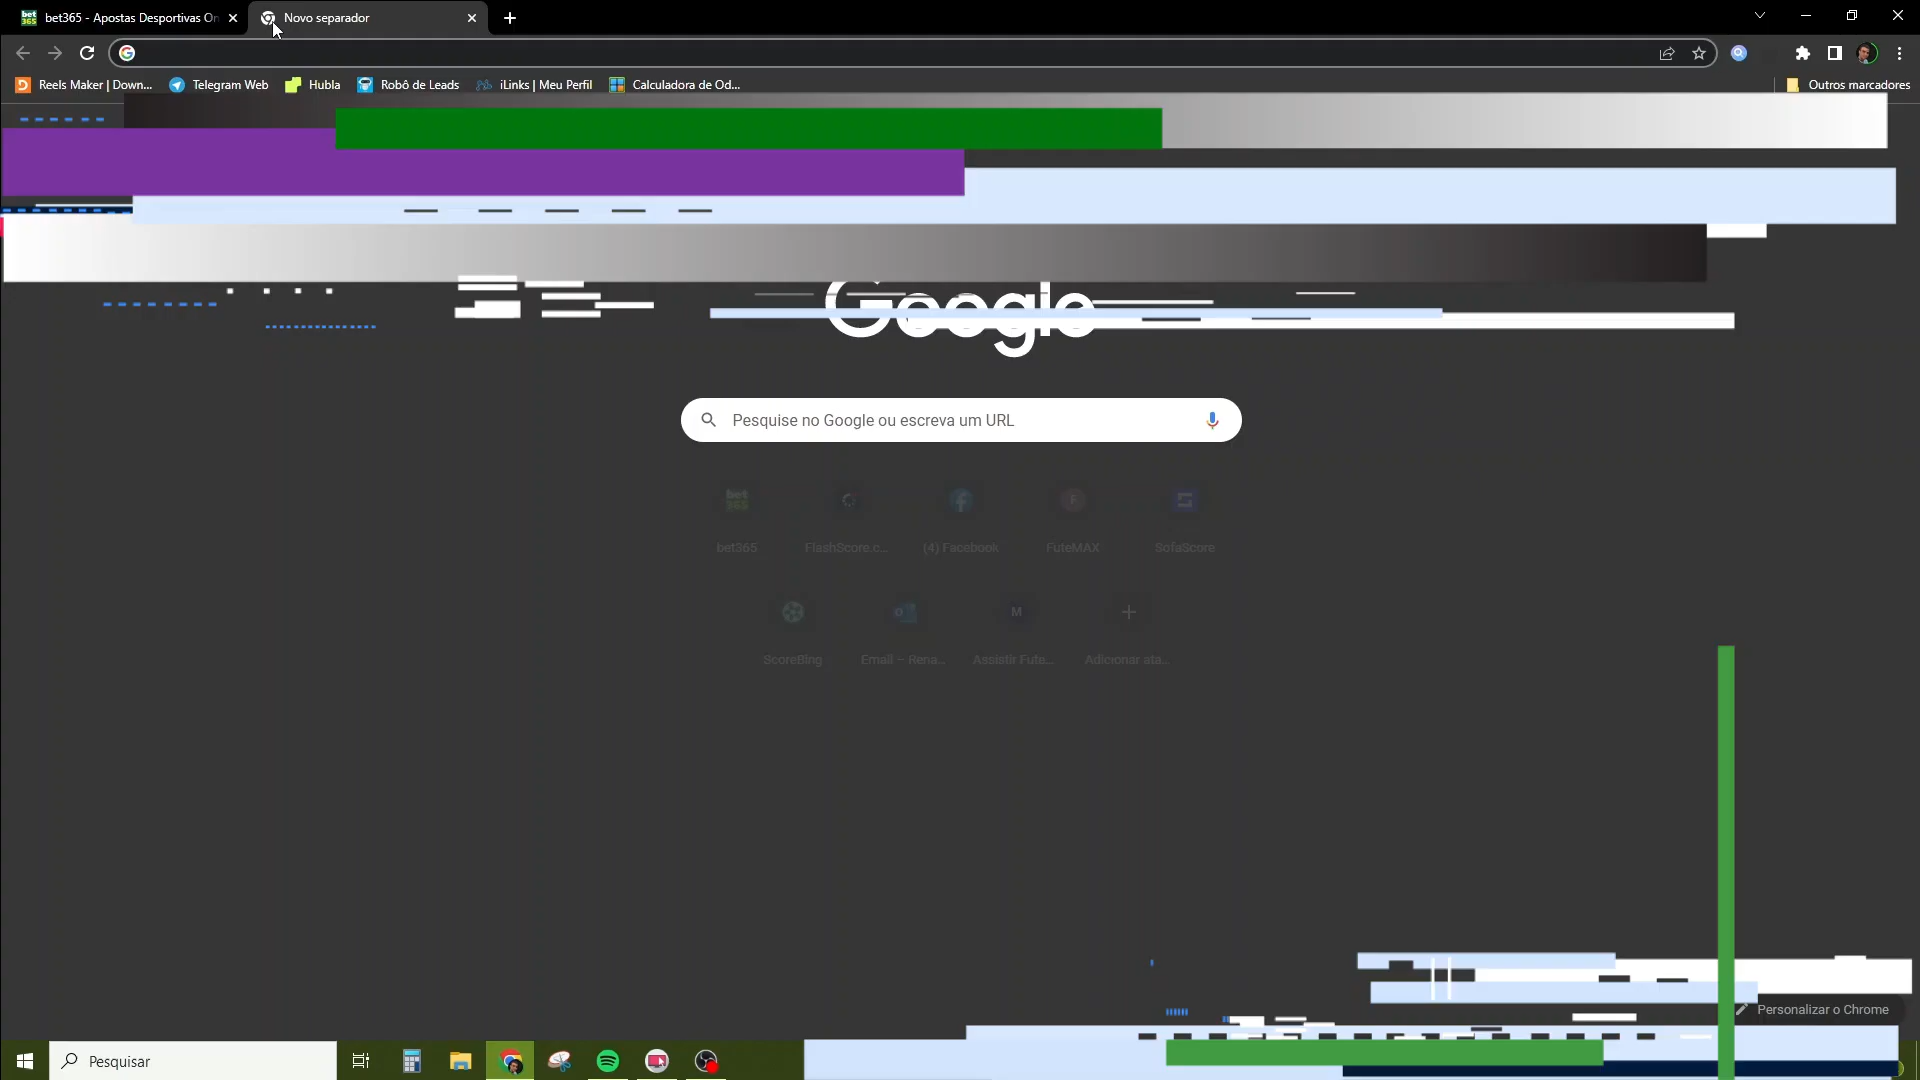 bet365 - Apostas Desportivas On
Novo separador
Reels Maker | Down...
Telegram Web
Hubla
Robô de Leads
iLinks | Meu Perfil
Calculadora de Od...
Outros marcadores
Google
Pesquise no Google ou escreva um URL
bet365
FlashScore.c...
(4) Facebook
FuteMAX
SofaScore
ScoreBing
Email – Rena...
Assistir Fute...
Adicionar ata...
Personalizar o Chrome
Pesquisar